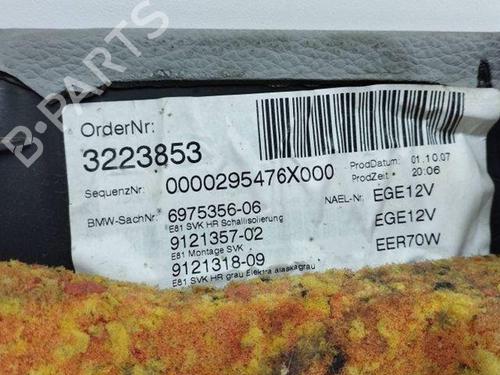 B-PARTS
OrderNr:
3223853
SequenzNr: 0000295476X000
ProdDatum: 01.10.07
ProdZeit: 20:06
BMW-SachNr. 6975356-06
E81 SVK HR Schallisolierung
9121357-02
E81 Montage SVK
9121318-09
E81 SVK HR grau Elektra alaskagrau
NAEL-Nr. EGE12V
EGE12V
EER70W